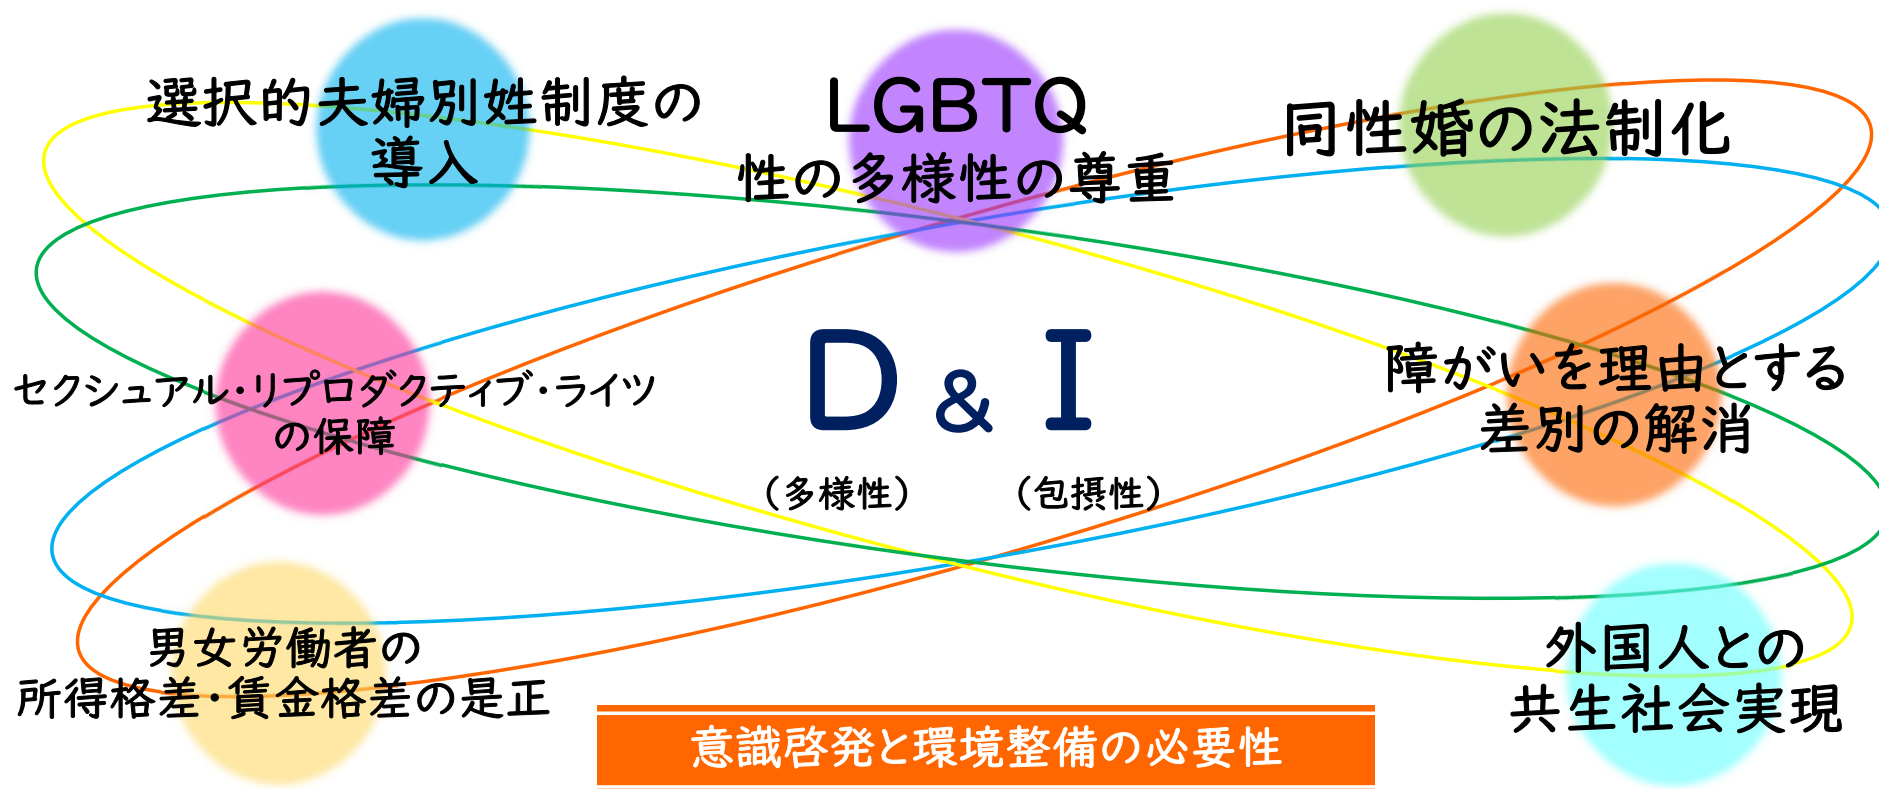 選択的夫婦別姓制度の
導入
LGBTQ
性の多様性の尊重
同性婚の法制化
セクシュアル・リプロダクティブ・ライツ
の保障
D & I
(多様性) (包摂性)
障がいを理由とする
差別の解消
男女労働者の
所得格差・賃金格差の是正
外国人との
共生社会実現
意識啓発と環境整備の必要性